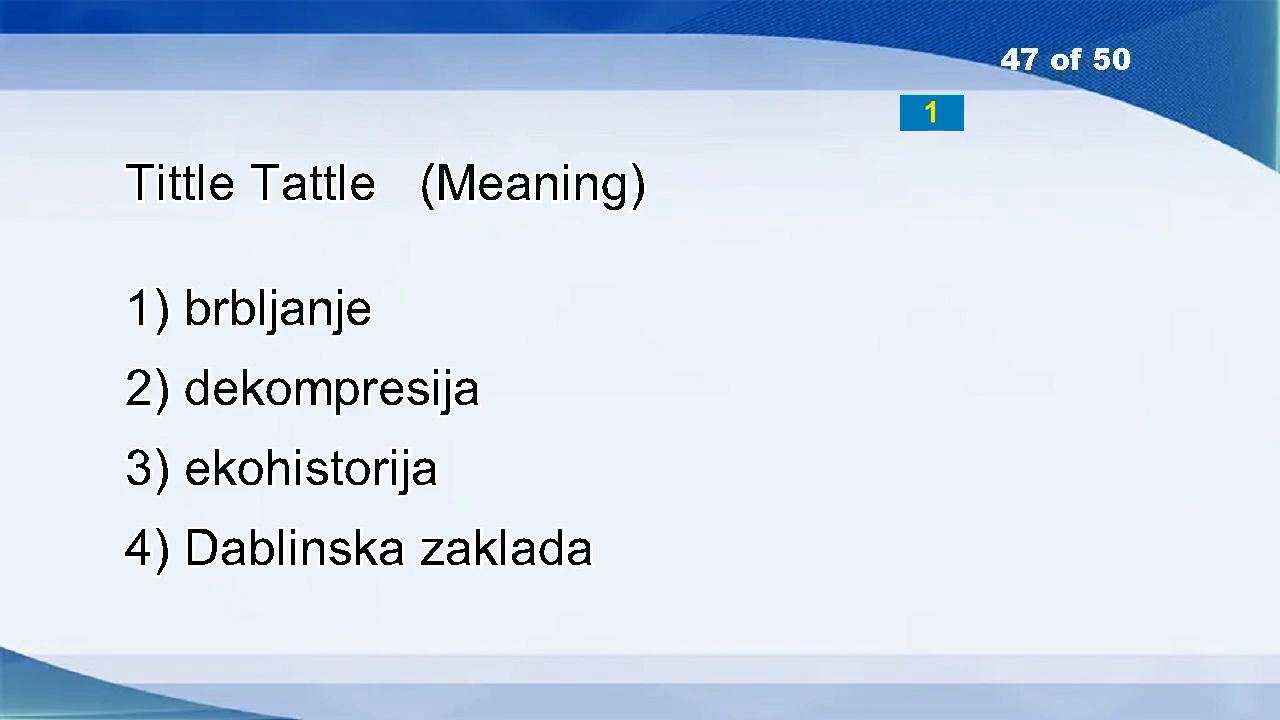 47 of 50
1
Tittle Tattle (Meaning)
1) brbljanje
2) dekompresija
3) ekohistorija
4) Dablinska zaklada